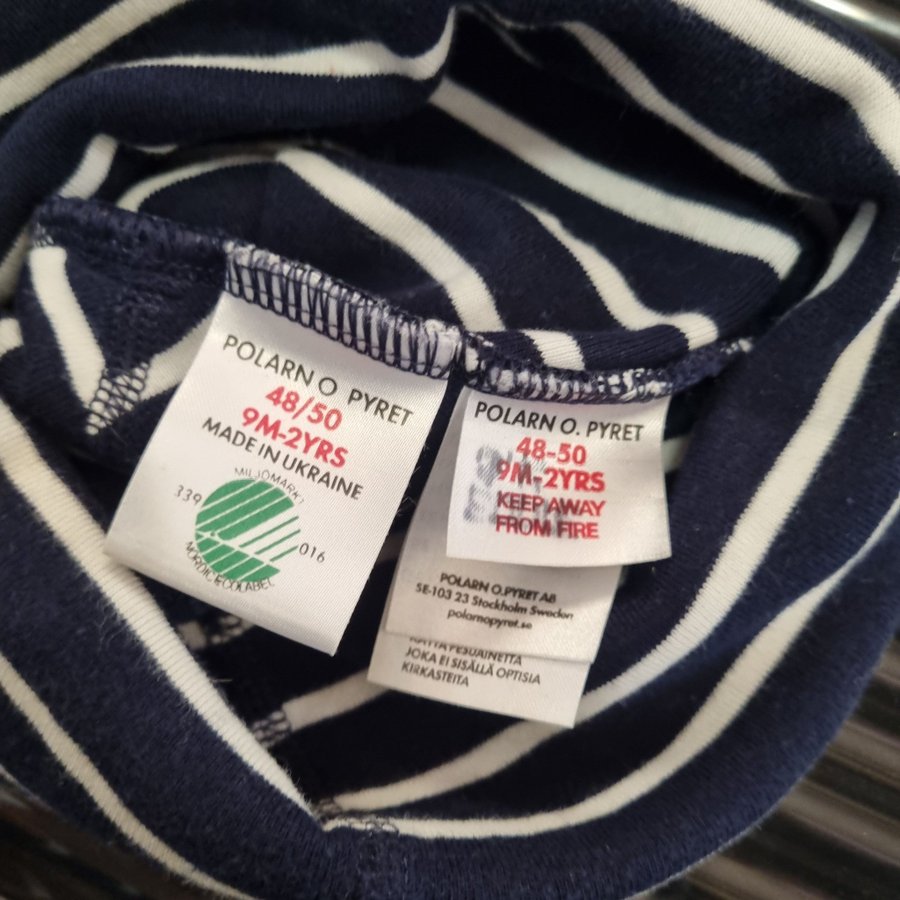 POLARN O. PYRET
48/50
9M-2YRS
MADE IN UKRAINE
MILJÖMÄRKT
339 016
NORDIC ECOLABEL
POLARN O. PYRET
48-50
9M-2YRS
KEEP AWAY
FROM FIRE
POLARN O.PYRET AB
SE-103 23 Stockholm Sweden
polarnopyret.se
PESUAINETTA
JOKA EI SISÄLLÄ OPTISIA
KIRKASTEITA